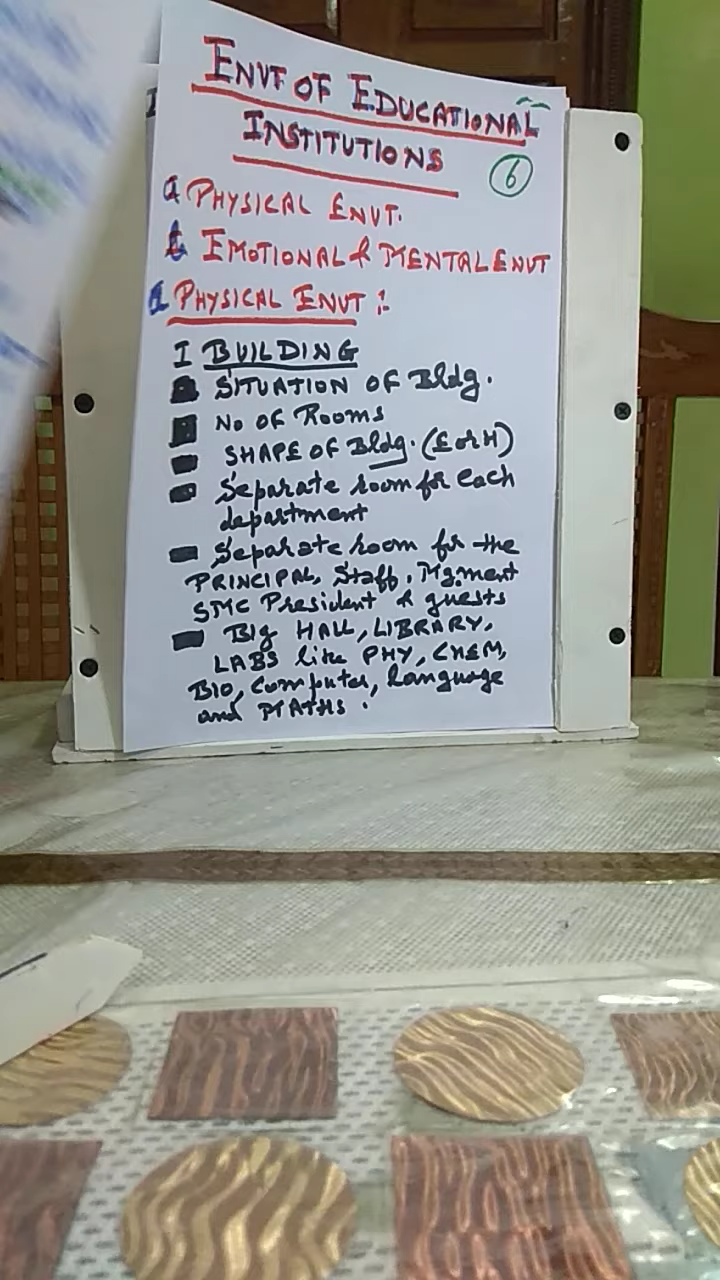 ENVT OF EDUCATIONAL
INSTITUTIONS
6
a PHYSICAL ENVT.
b EMOTIONAL & MENTAL ENVT
PHYSICAL ENVT :
I BUILDING
SITUATION OF Bldg.
No OF ROOMS
SHAPE OF Bldg. (E or H)
Separate room for each
department
Separate room for the
PRINCIPAL, Staff, Mgment
SMC President & guests
Big HALL, LIBRARY,
LABS like PHY, CHEM,
BIO, Computer, language
and MATHS.